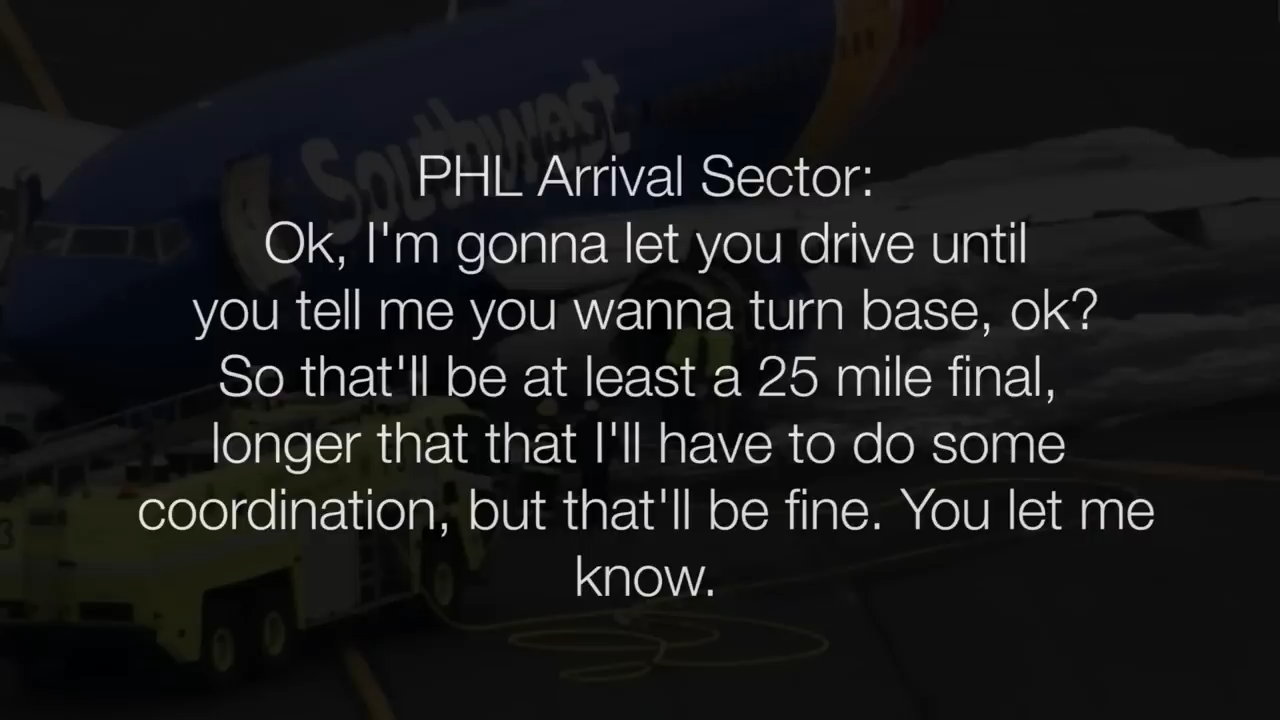 Southwest
PHL Arrival Sector:
Ok, I'm gonna let you drive until
you tell me you wanna turn base, ok?
So that'll be at least a 25 mile final,
longer that that I'll have to do some
coordination, but that'll be fine. You let me
know.
3